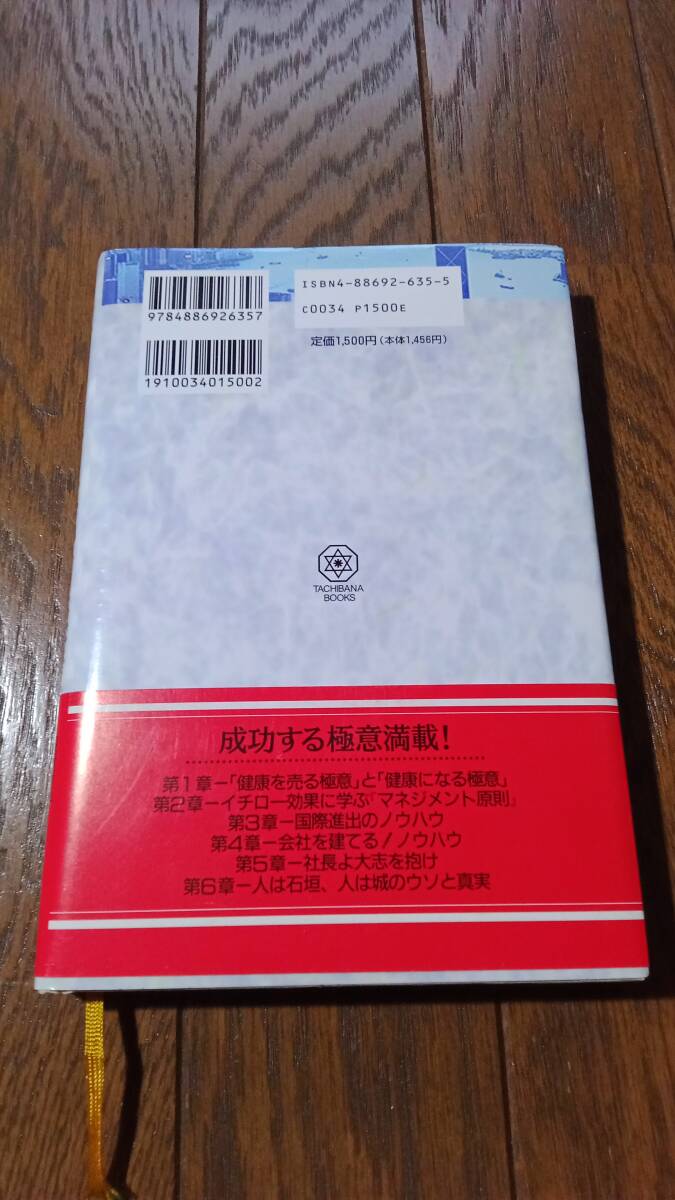 ISBN4-88692-635-5
C0034 P1500E
9784886926357
定価1,500円(本体1,456円)
1910034015002
TACHIBANA
BOOKS
成功する極意満載!
第1章ー「健康を売る極意」と「健康になる極意」
第2章ーイチロー効果に学ぶ『マネジメント原則』
第3章ー国際進出のノウハウ
第4章ー会社を建てる!ノウハウ
第5章ー社長よ大志を抱け
第6章ー人は石垣、人は城のウソと真実